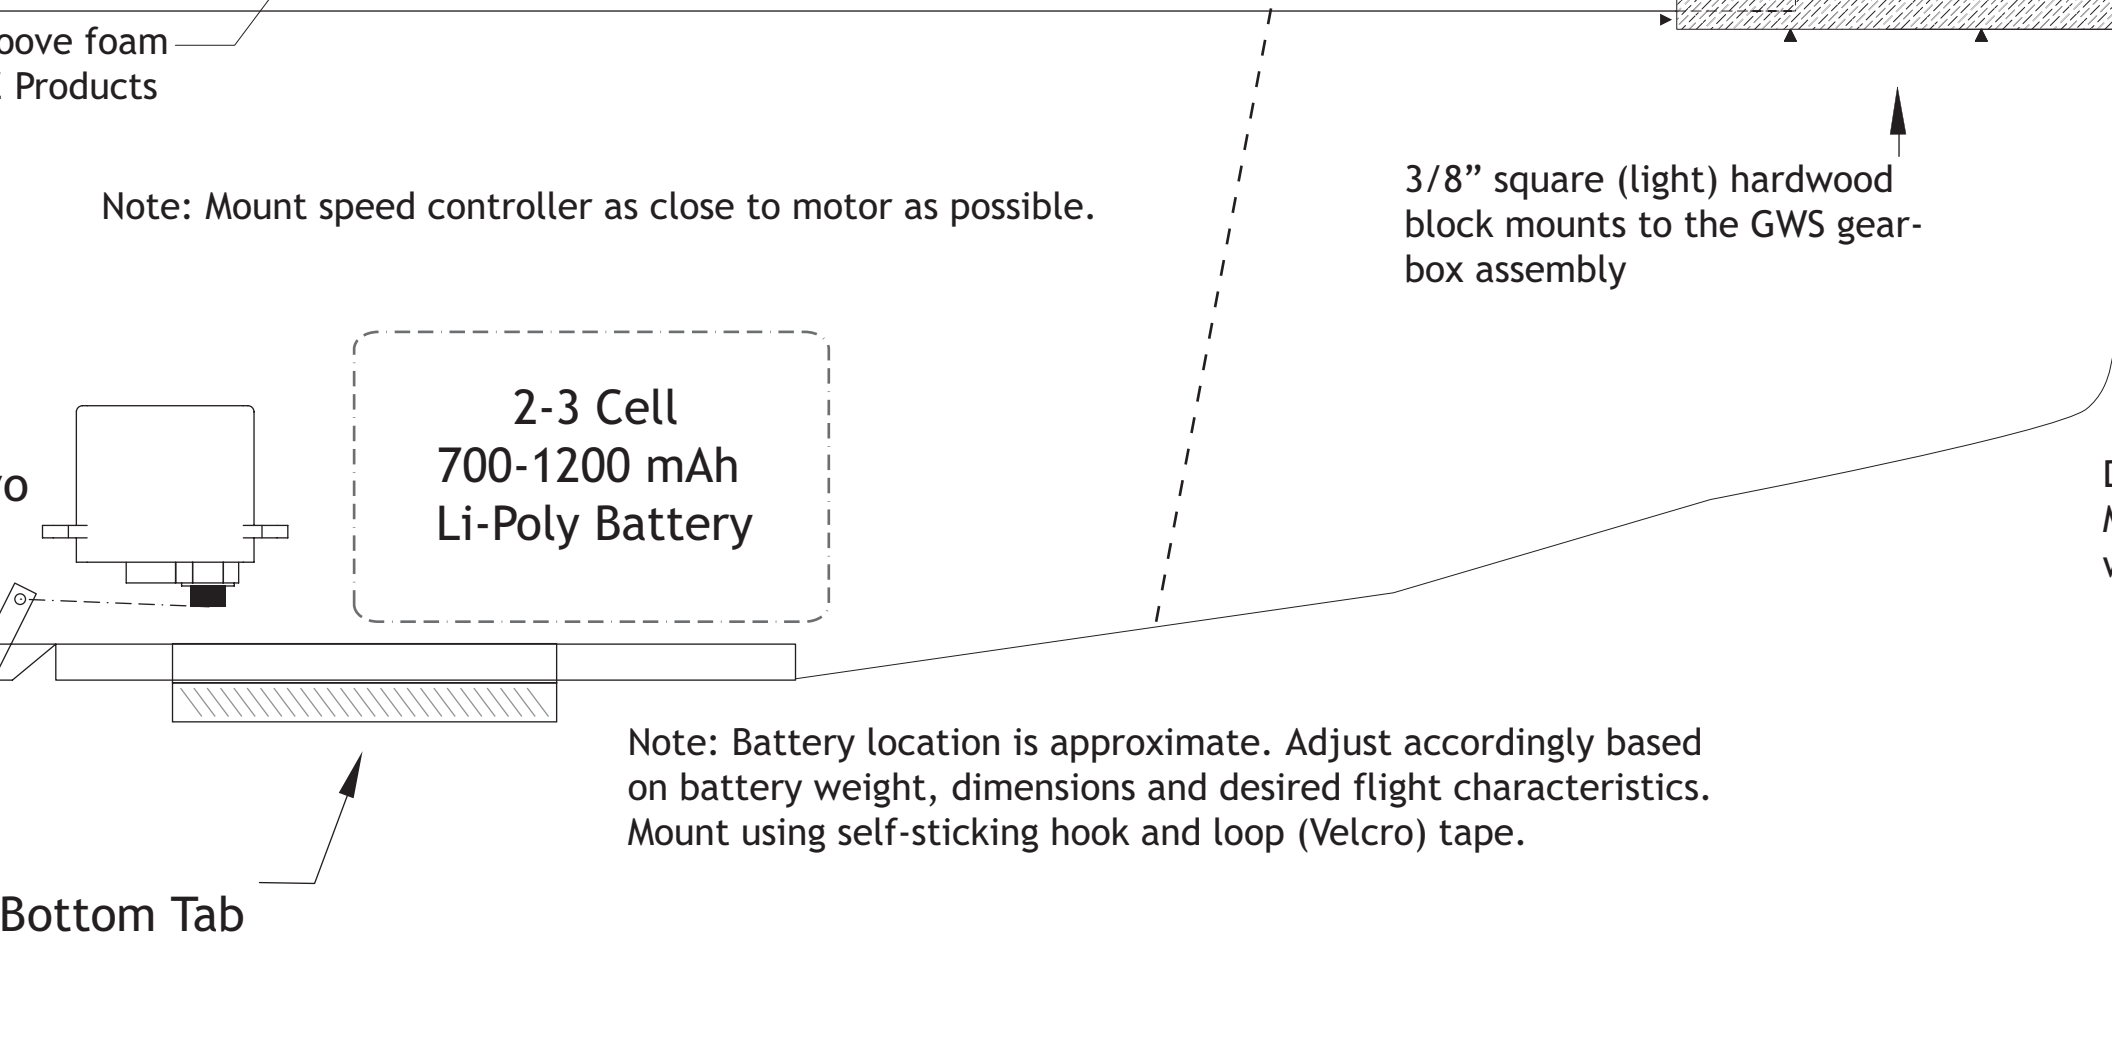 foam
Products
Note: Mount speed controller as close to motor as possible.
3/8” square (light) hardwood
block mounts to the GWS gear-
box assembly
2-3 Cell
700-1200 mAh
Li-Poly Battery
Note: Battery location is approximate. Adjust accordingly based
on battery weight, dimensions and desired flight characteristics.
Mount using self-sticking hook and loop (Velcro) tape.
Bottom Tab